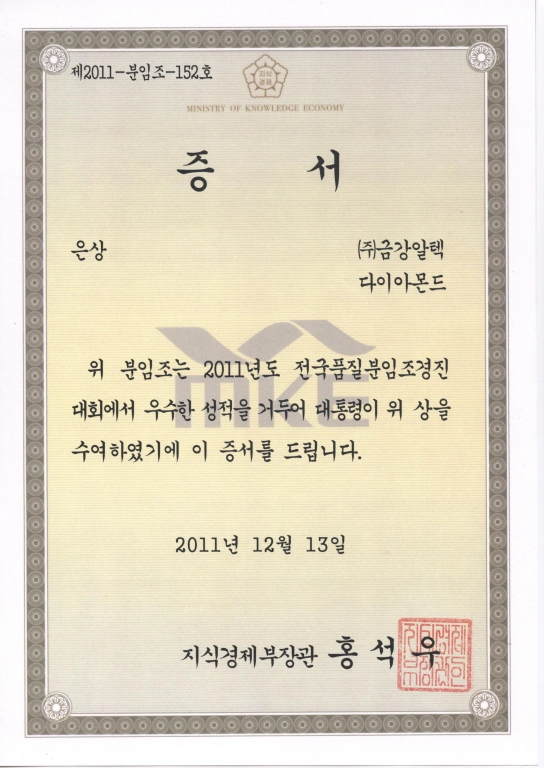 제2011-분임조-152호
지식
경제
MINISTRY OF KNOWLEDGE ECONOMY
증 서
은상
(주)금강알텍
다이아몬드
MKE
위 분임조는 2011년도 전국품질분임조경진
대회에서 우수한 성적을 거두어 대통령이 위 상을
수여하였기에 이 증서를 드립니다.
2011년 12월 13일
지식경제부장관 홍석우